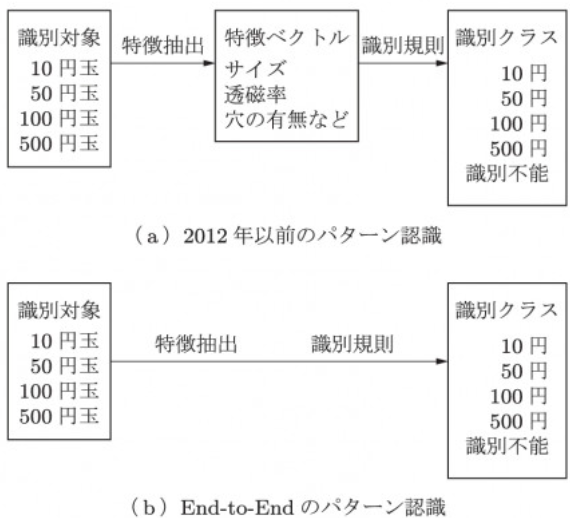 識別対象
10 円玉
50 円玉
100 円玉
500 円玉
特徴抽出
特徴ベクトル
サイズ
透磁率
穴の有無など
識別規則
識別クラス
10 円
50 円
100 円
500 円
識別不能
(a) 2012 年以前のパターン認識
識別対象
10 円玉
50 円玉
100 円玉
500 円玉
特徴抽出
識別規則
識別クラス
10 円
50 円
100 円
500 円
識別不能
(b) End-to-End のパターン認識